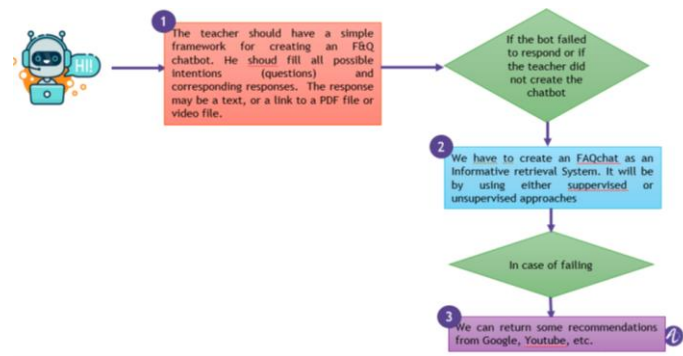 HI!
1
The teacher should have a simple
framework for creating an F&Q
chatbot. He shoud fill all possible
intentions (questions) and
corresponding responses. The response
may be a text, or a link to a PDF file or
video file.
If the bot failed
to respond or if
the teacher did
not create the
chatbot
2
We have to create an FAQchat as an
Informative retrieval System. It will be
by using either suppervised or
unsupervised approaches
In case of failing
3
We can return some recommendations
from Google, Youtube, etc.